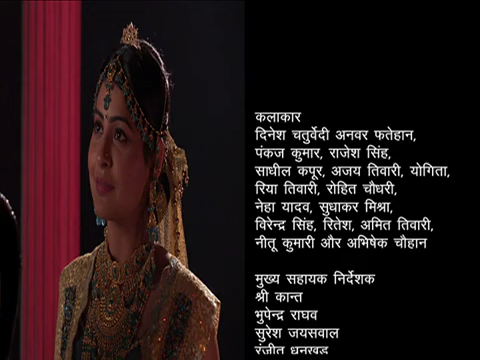 कलाकार
दिनेश चतुर्वेदी अनवर फतेहान,
पंकज कुमार, राजेश सिंह,
साधील कपूर, अजय तिवारी, योगिता,
रिया तिवारी, रोहित चौधरी,
नेहा यादव, सुधाकर मिश्रा,
विरेन्द्र सिंह, रितेश, अमित तिवारी,
नीतू कुमारी और अभिषेक चौहान
मुख्य सहायक निर्देशक
श्री कान्त
भुपेन्द्र राघव
सुरेश जयसवाल
रंजीत धनखड़